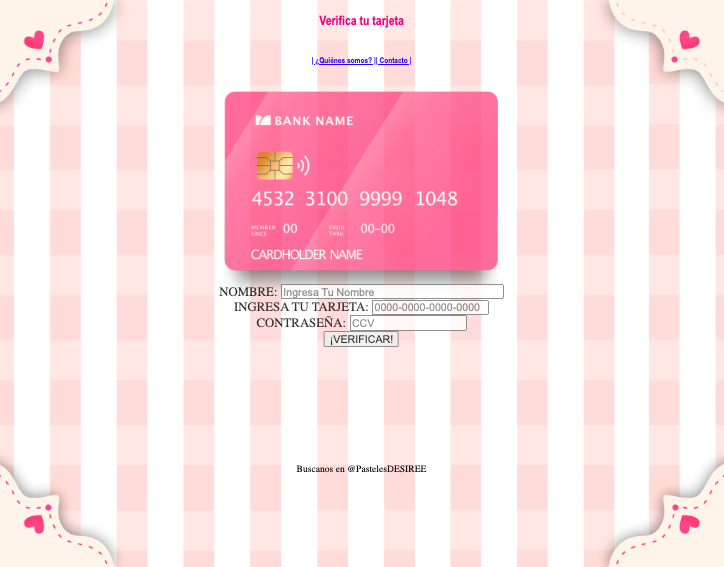 Verifica tu tarjeta
| ¿Quiénes somos? || Contacto |
BANK NAME
4532 3100 9999 1048
MEMBER SINCE 00 VALID THRU 00-00
CARDHOLDER NAME
NOMBRE: Ingresa Tu Nombre
INGRESA TU TARJETA: 0000-0000-0000-0000
CONTRASEÑA: CCV
¡VERIFICAR!
Buscanos en @PastelesDESIREE